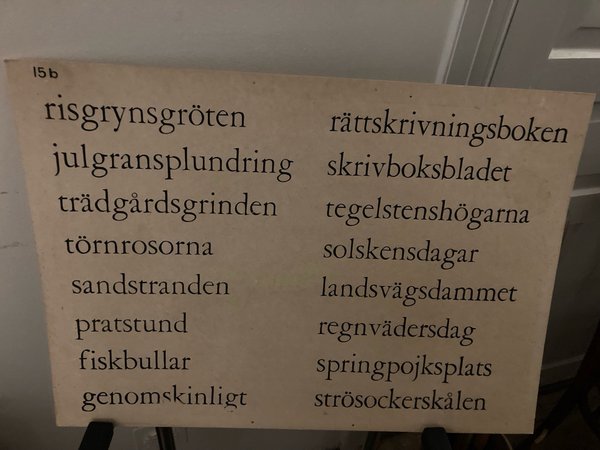 15b
risgrynsgröten
julgransplundring
trädgårdsgrinden
törnrosorna
sandstranden
pratstund
fiskbullar
genomskinligt
rättskrivningsboken
skrivboksbladet
tegelstenshögarna
solskensdagar
landsvägsdammet
regnvädersdag
springpojksplats
strösockerskålen